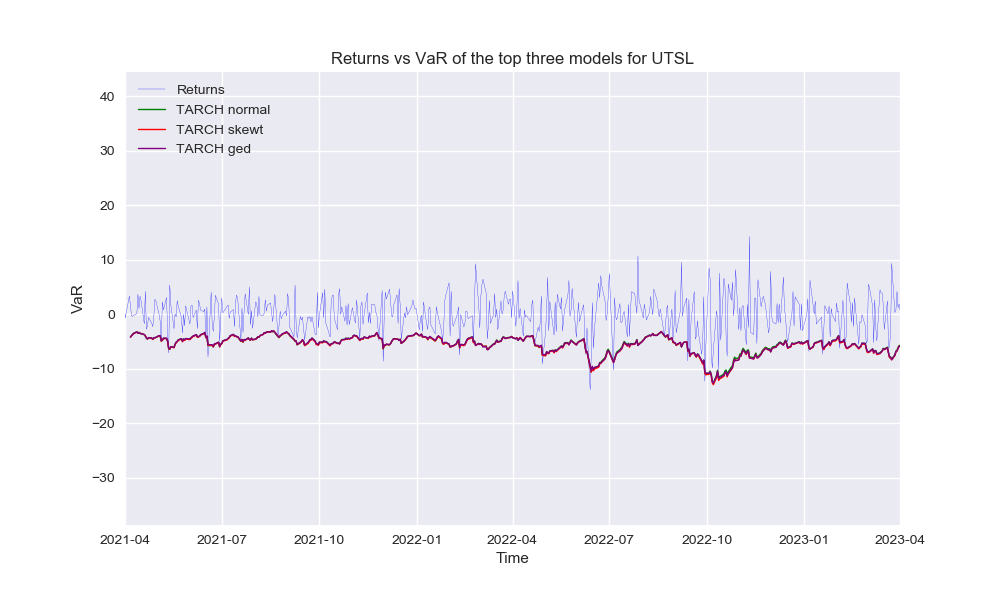 Returns vs VaR of the top three models for UTSL
Returns
TARCH normal
TARCH skewt
TARCH ged
40
30
20
10
0
−10
−20
−30
VaR
2021-04 2021-07 2021-10 2022-01 2022-04 2022-07 2022-10 2023-01 2023-04
Time